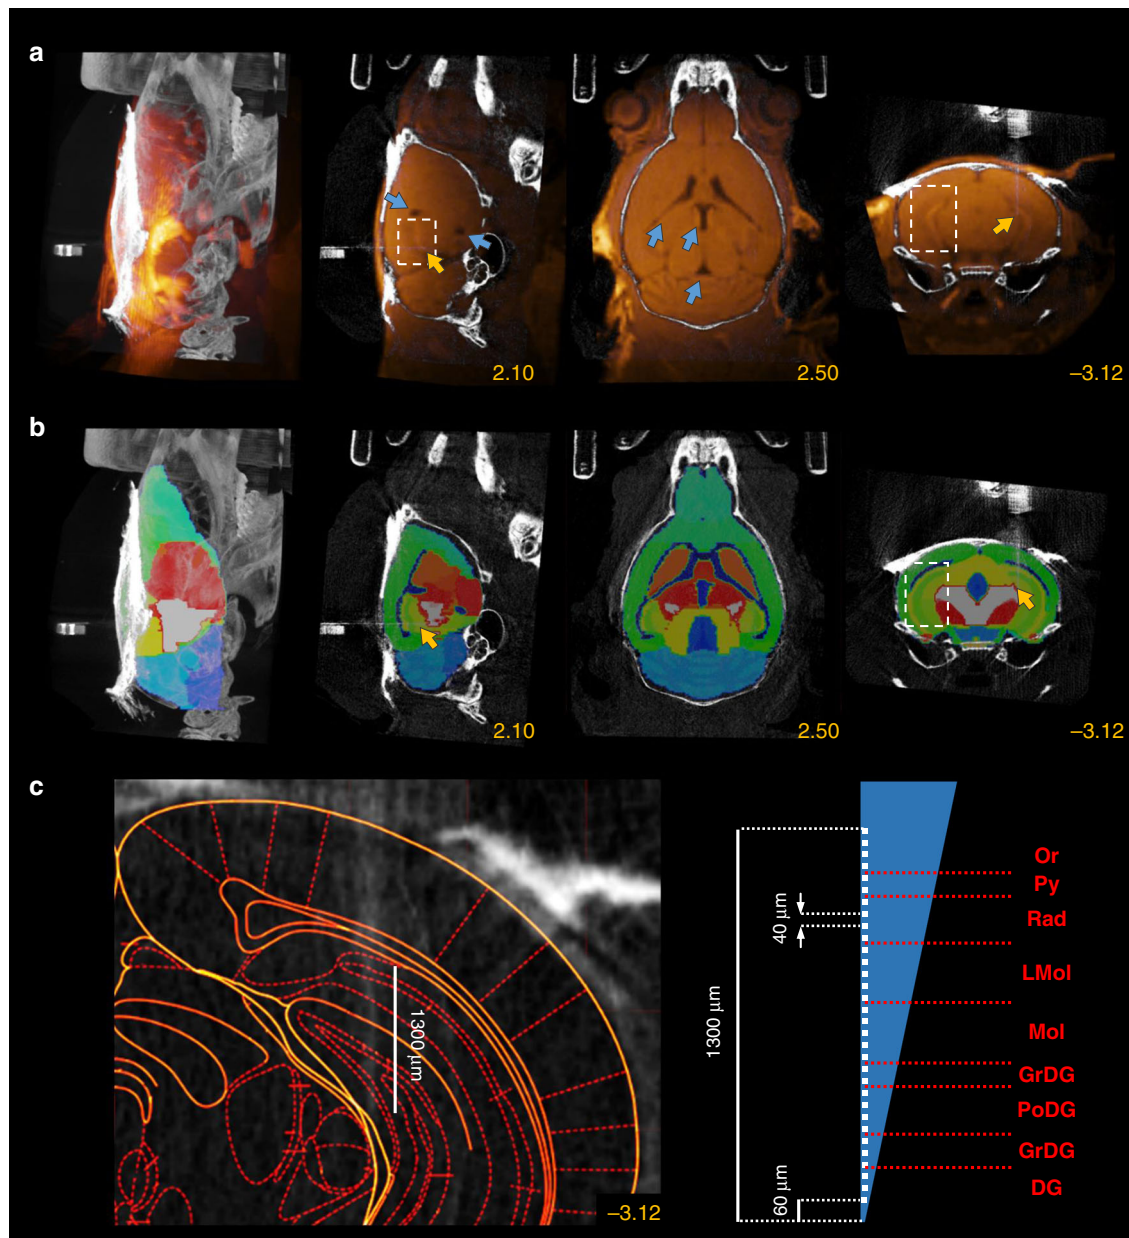 a
2.10
2.50
–3.12
b
2.10
2.50
–3.12
c
1300 µm
–3.12
1300 µm
40 µm
60 µm
Or
Py
Rad
LMol
Mol
GrDG
PoDG
GrDG
DG